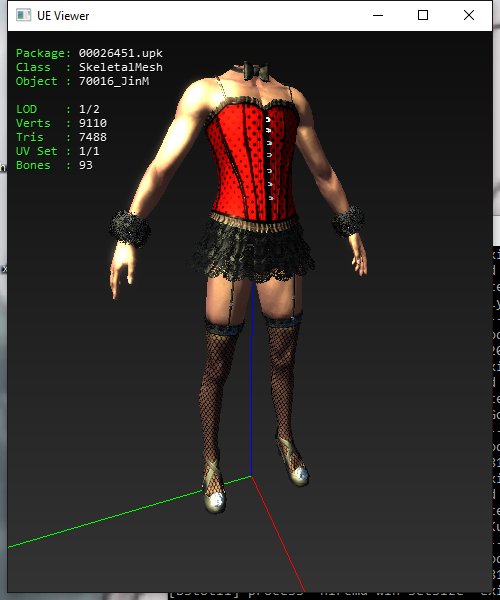 UE Viewer
Package: 00026451.upk
Class : SkeletalMesh
Object : 70016_JinM
LOD : 1/2
Verts : 9110
Tris : 7488
UV Set : 1/1
Bones : 93